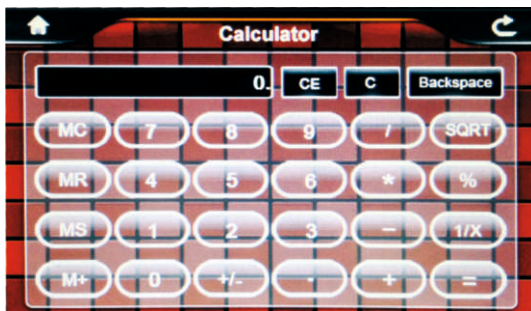 Calculator
0. CE C Backspace
MC 7 8 9 / SQRT
MR 4 5 6 * %
MS 1 2 3 - 1/X
M+ 0 +/- . + =